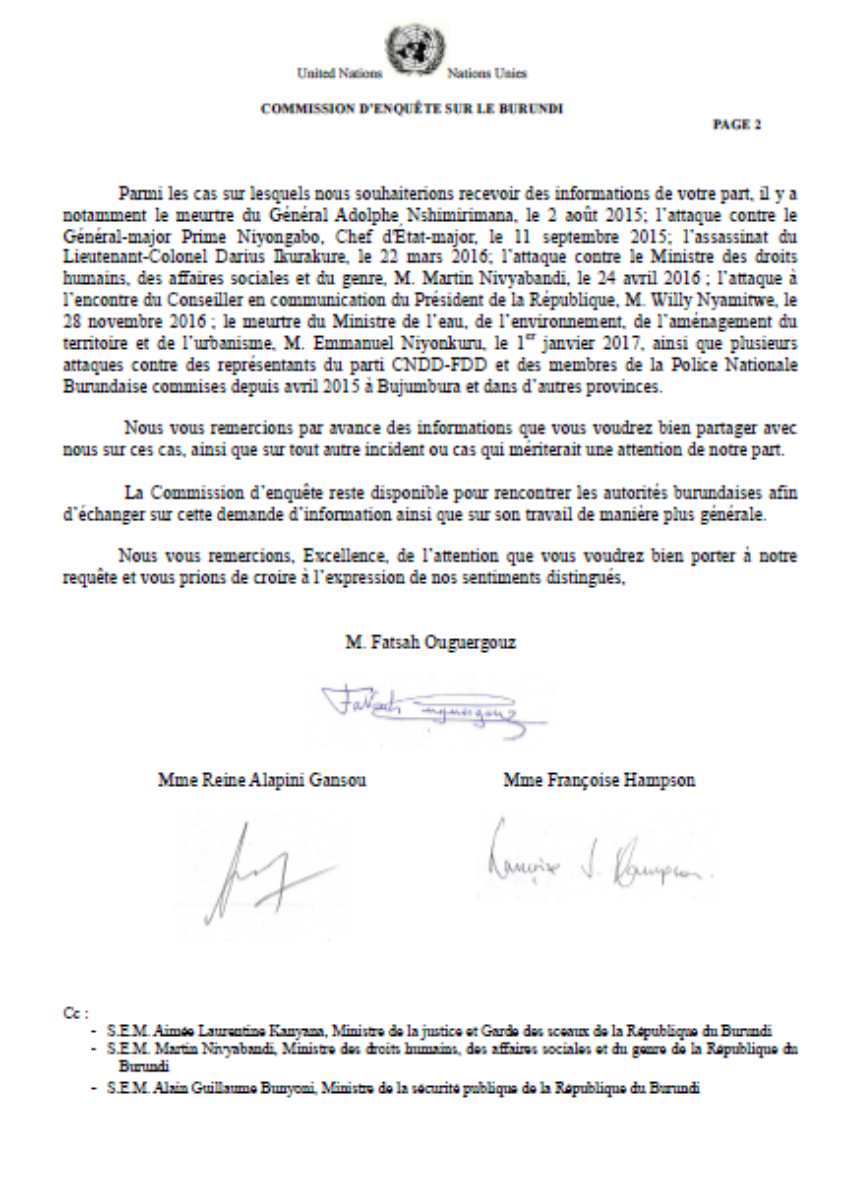 United Nations Nations Unies
COMMISSION D'ENQUÊTE SUR LE BURUNDI
PAGE 2
Parmi les cas sur lesquels nous souhaiterions recevoir des informations de votre part, il y a
notamment le meurtre du Général Adolphe Nshimirimana, le 2 août 2015; l'attaque contre le
Général-major Prime Niyongabo, Chef d'État-major, le 11 septembre 2015; l'assassinat du
Lieutenant-Colonel Darius Ikurakure, le 22 mars 2016; l'attaque contre le Ministre des droits
humains, des affaires sociales et du genre, M. Martin Nivyabandi, le 24 avril 2016 ; l'attaque à
l'encontre du Conseiller en communication du Président de la République, M. Willy Nyamitwe, le
28 novembre 2016 ; le meurtre du Ministre de l'eau, de l'environnement, de l'aménagement du
territoire et de l'urbanisme, M. Emmanuel Niyonkuru, le 1er janvier 2017, ainsi que plusieurs
attaques contre des représentants du parti CNDD-FDD et des membres de la Police Nationale
Burundaise commises depuis avril 2015 à Bujumbura et dans d'autres provinces.
Nous vous remercions par avance des informations que vous voudrez bien partager avec
nous sur ces cas, ainsi que sur tout autre incident ou cas qui mériterait une attention de notre part.
La Commission d'enquête reste disponible pour rencontrer les autorités burundaises afin
d'échanger sur cette demande d'information ainsi que sur son travail de manière plus générale.
Nous vous remercions, Excellence, de l'attention que vous voudrez bien porter à notre
requête et vous prions de croire à l'expression de nos sentiments distingués,
M. Fatsah Ouguergouz
Fatsah Ouguergouz
Mme Reine Alapini Gansou Mme Françoise Hampson
Françoise J. Hampson.
Cc :
- S.E.M. Aimée Laurentine Kanyana, Ministre de la justice et Garde des sceaux de la République du Burundi
- S.E.M. Martin Nivyabandi, Ministre des droits humains, des affaires sociales et du genre de la République du
Burundi
- S.E.M. Alain Guillaume Bunyoni, Ministre de la sécurité publique de la République du Burundi